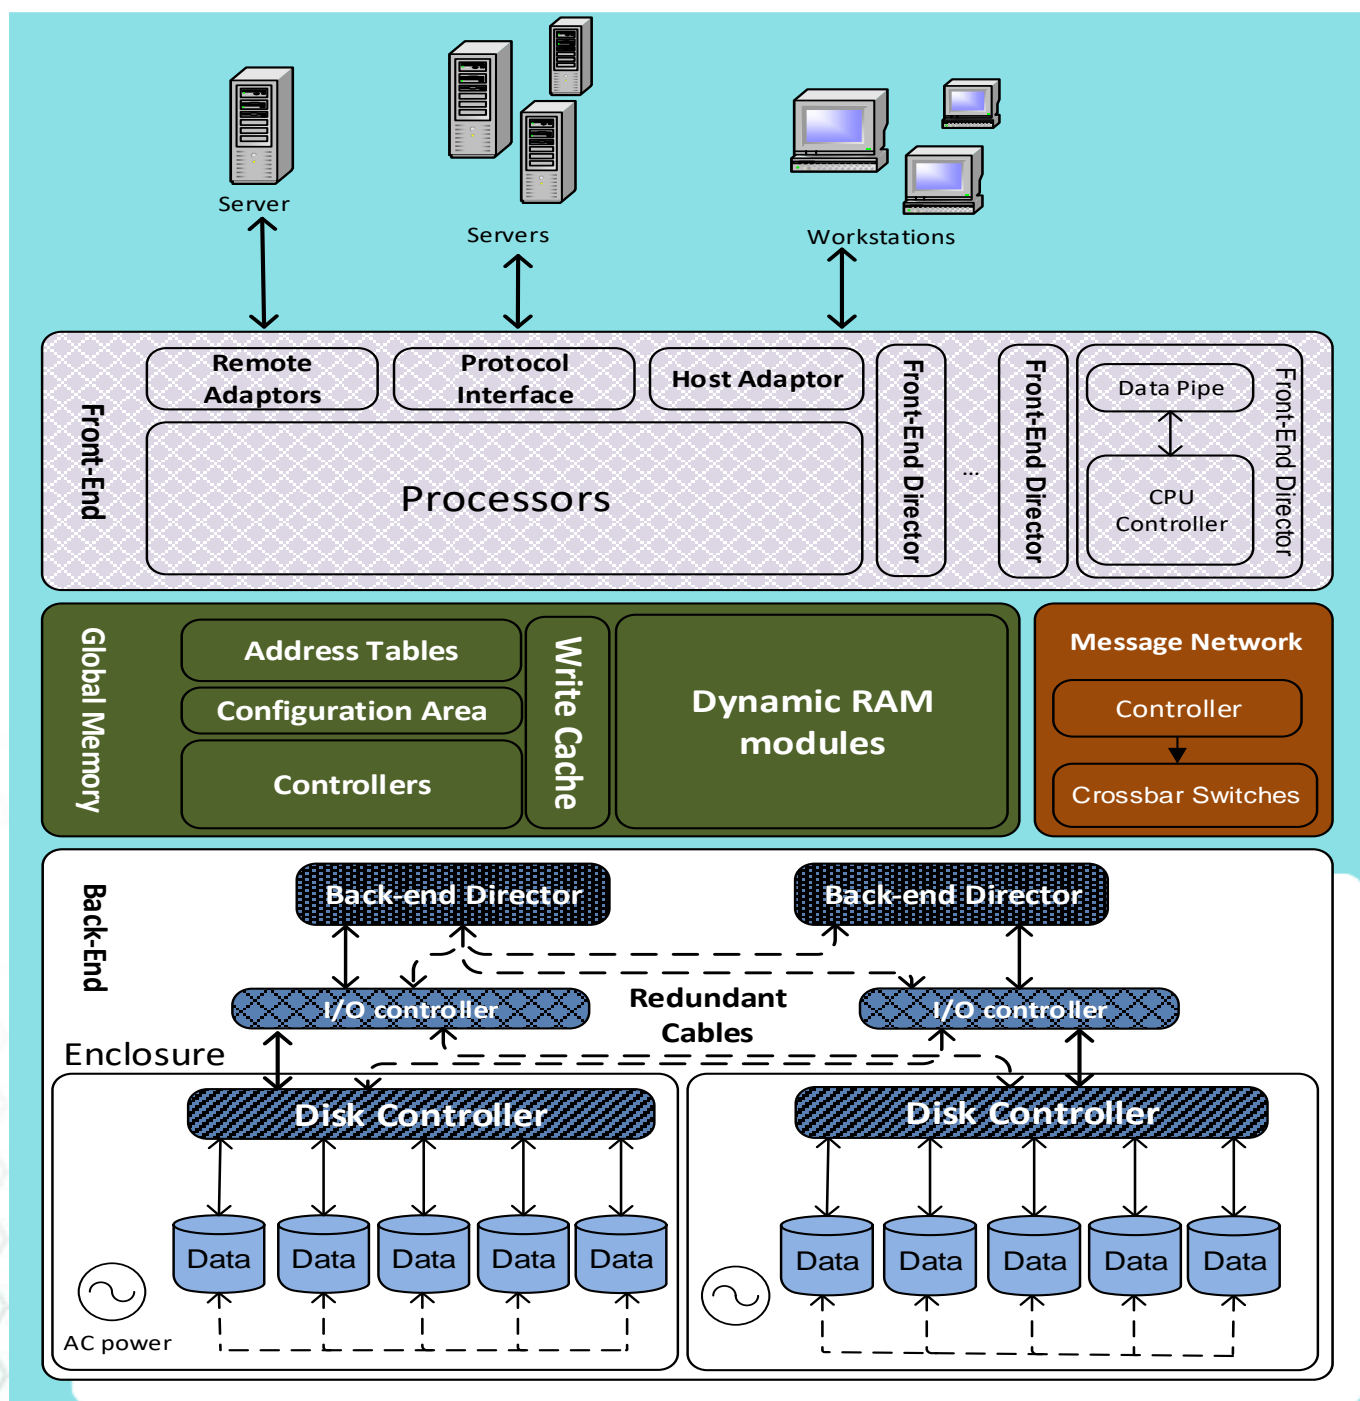 Server
Servers
Workstations
Front-End
Remote
Adaptors
Protocol
Interface
Host Adaptor
Processors
Front-End Director
...
Front-End Director
Data Pipe
CPU
Controller
Front-End Director
Global Memory
Address Tables
Configuration Area
Controllers
Write Cache
Dynamic RAM
modules
Message Network
Controller
Crossbar Switches
Back-End
Back-end Director
Back-end Director
I/O controller
Redundant
Cables
I/O controller
Enclosure
Disk Controller
Disk Controller
Data
Data
Data
Data
Data
Data
Data
Data
Data
Data
AC power